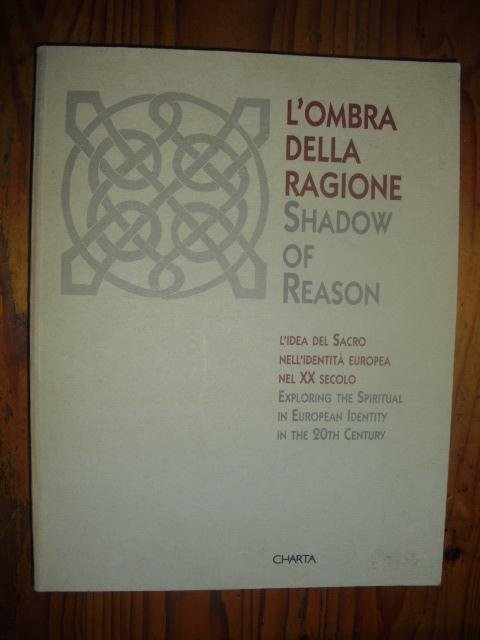 L'OMBRA
DELLA
RAGIONE
SHADOW
OF
REASON
L'IDEA DEL SACRO
NELL'IDENTITÀ EUROPEA
NEL XX SECOLO
EXPLORING THE SPIRITUAL
IN EUROPEAN IDENTITY
IN THE 20TH CENTURY
CHARTA